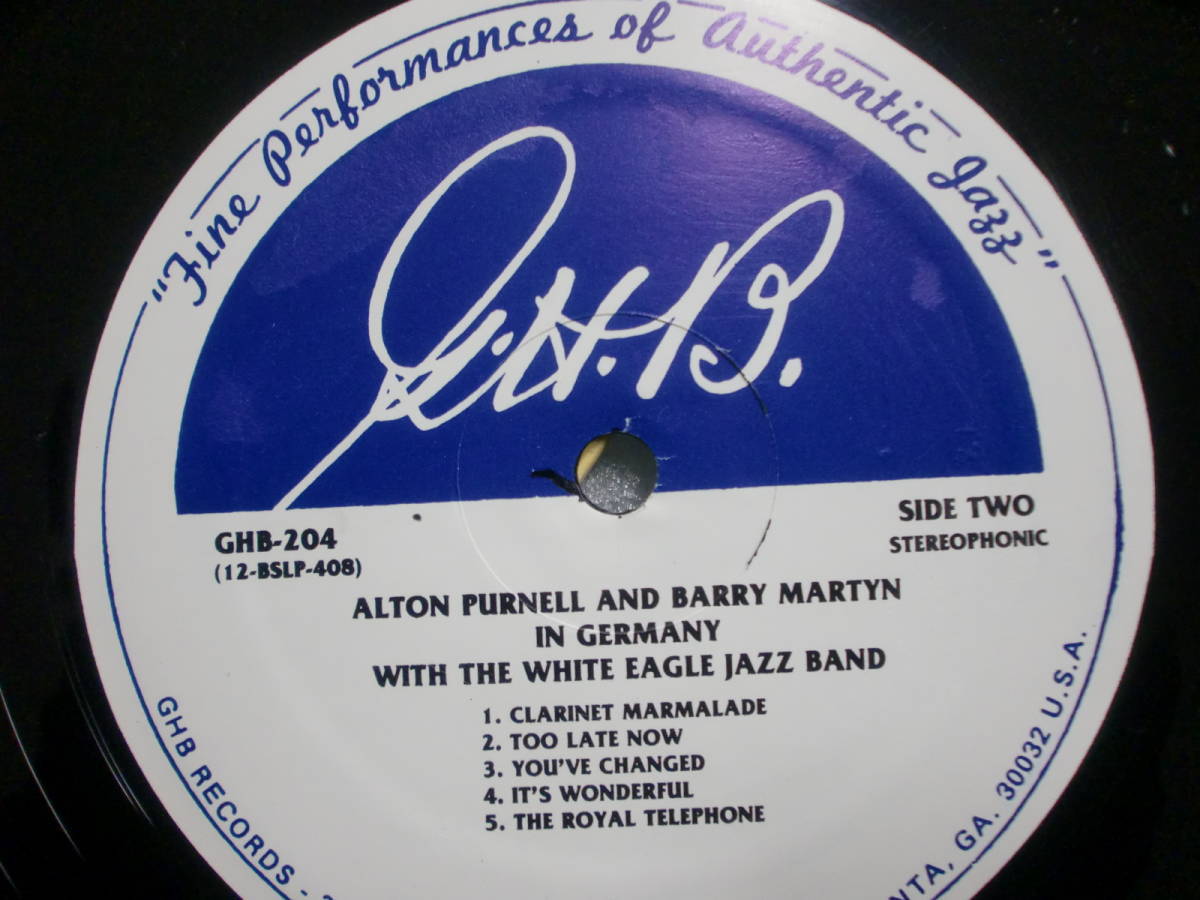 "Fine Performances of Authentic Jazz"
G.H.B.
GHB-204
(12-BSLP-408)
SIDE TWO
STEREOPHONIC
ALTON PURNELL AND BARRY MARTYN
IN GERMANY
WITH THE WHITE EAGLE JAZZ BAND
1. CLARINET MARMALADE
2. TOO LATE NOW
3. YOU'VE CHANGED
4. IT'S WONDERFUL
5. THE ROYAL TELEPHONE
GHB RECORDS -
GA. 30032 U.S.A.